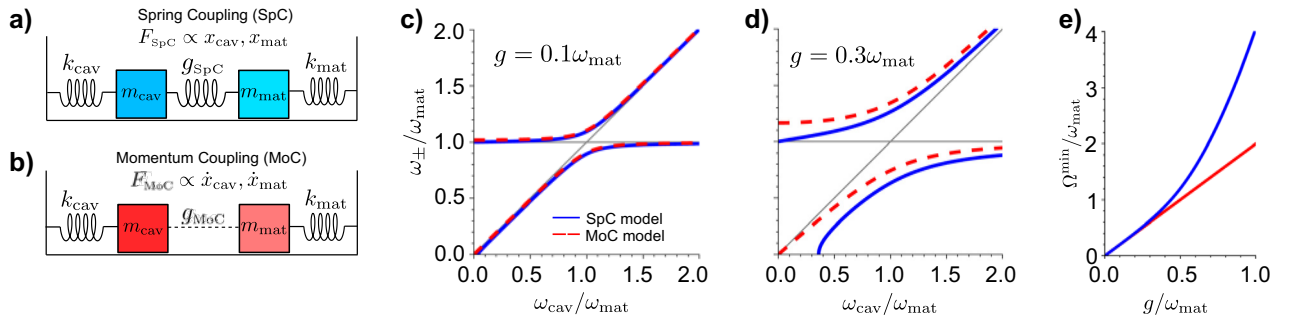 a)
Spring Coupling (SpC)
F_SpC ∝ x_cav, x_mat
k_cav
g_SpC
k_mat
m_cav
m_mat
b)
Momentum Coupling (MoC)
F_MoC ∝ ẋ_cav, ẋ_mat
k_cav
g_MoC
k_mat
m_cav
m_mat
c)
g = 0.1ω_mat
ω_±/ω_mat
2.0
1.5
1.0
0.5
0.0
SpC model
MoC model
0.0 0.5 1.0 1.5 2.0
ω_cav/ω_mat
d)
g = 0.3ω_mat
0.0 0.5 1.0 1.5 2.0
ω_cav/ω_mat
e)
Ω^min/ω_mat
4
3
2
1
0
0.0 0.5 1.0
g/ω_mat